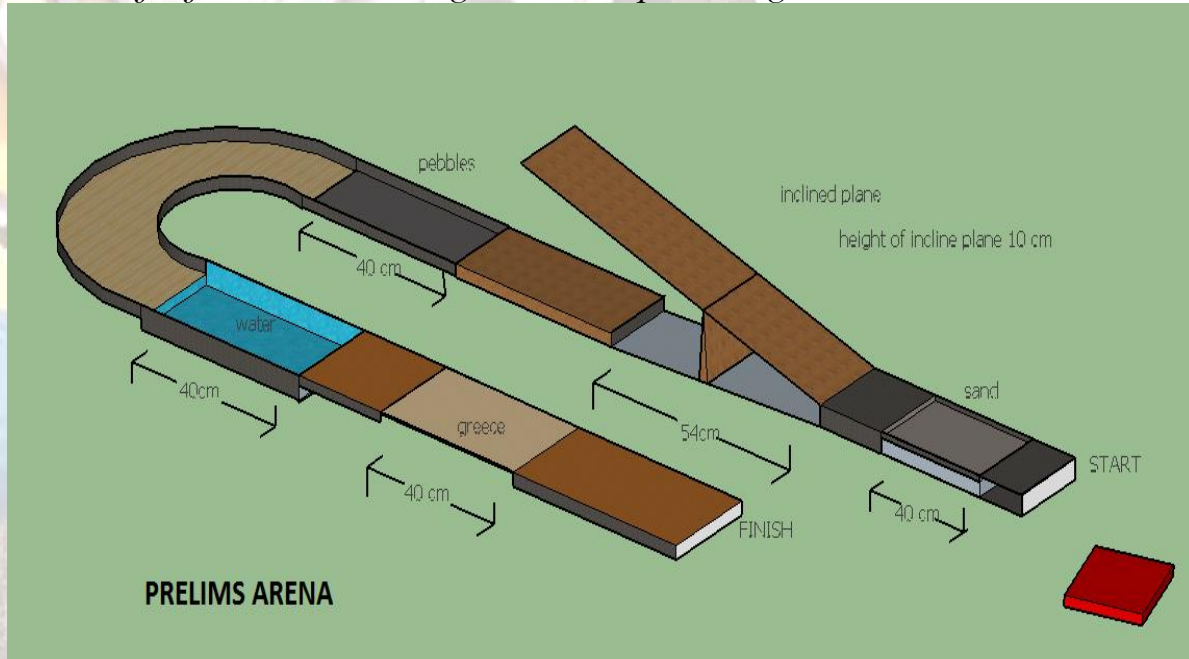 pebbles
inclined plane
height of incline plane 10 cm
40 cm
water
sand
40cm
54cm
START
greece
40 cm
40 cm
FINISH
PRELIMS ARENA